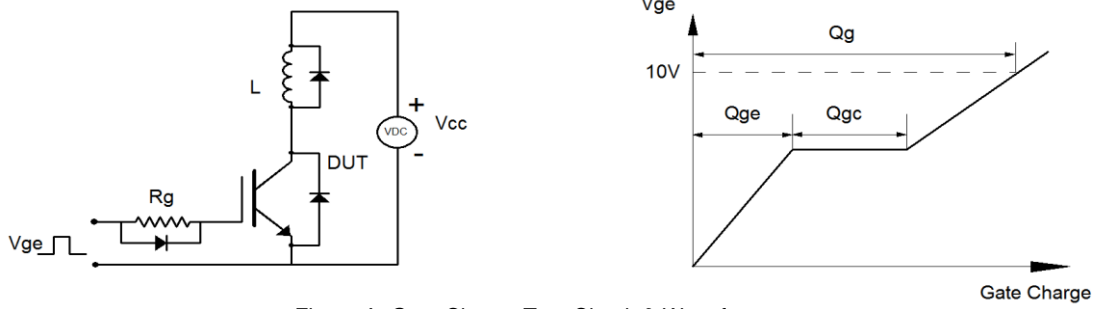 L
+
VDC
Vcc
-
DUT
Rg
Vge
Vge
Qg
10V
Qge
Qgc
Gate Charge